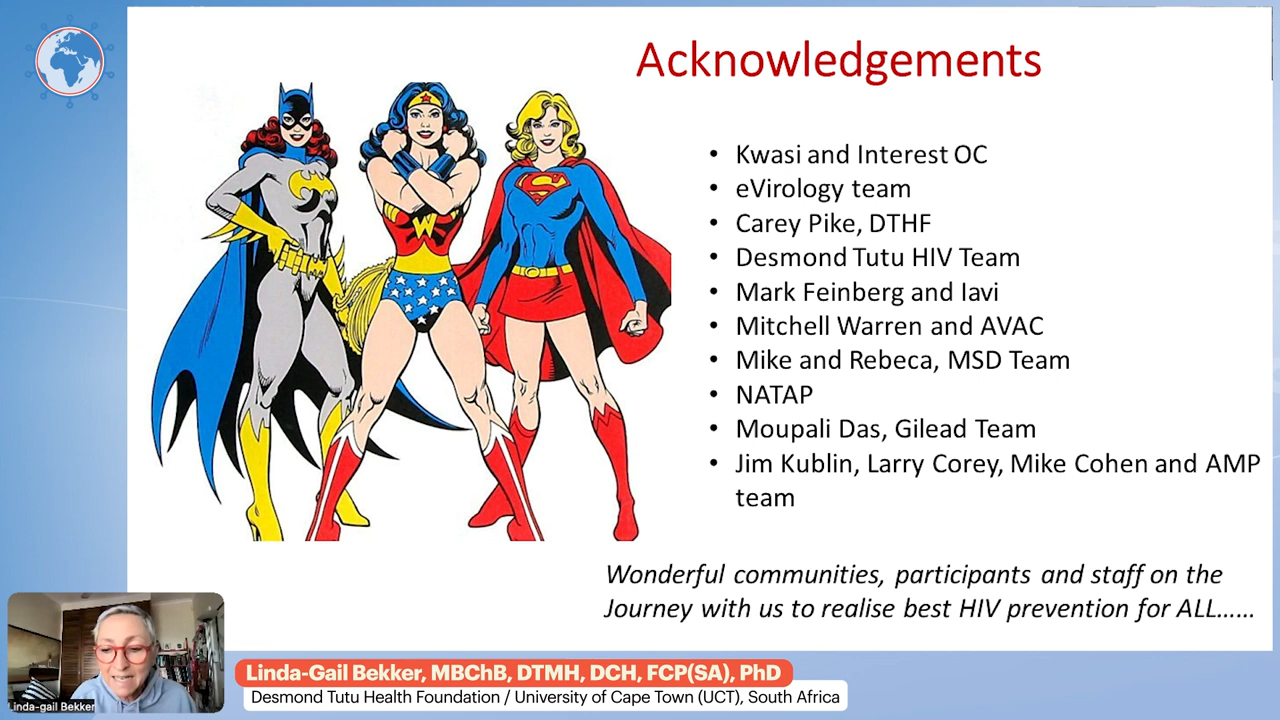 Acknowledgements
• Kwasi and Interest OC
• eVirology team
• Carey Pike, DTHF
• Desmond Tutu HIV Team
• Mark Feinberg and Iavi
• Mitchell Warren and AVAC
• Mike and Rebeca, MSD Team
• NATAP
• Moupali Das, Gilead Team
• Jim Kublin, Larry Corey, Mike Cohen and AMP
team
Wonderful communities, participants and staff on the
Journey with us to realise best HIV prevention for ALL......
W
S
Linda-gail Bekker
Linda-Gail Bekker, MBChB, DTMH, DCH, FCP(SA), PhD
Desmond Tutu Health Foundation / University of Cape Town (UCT), South Africa